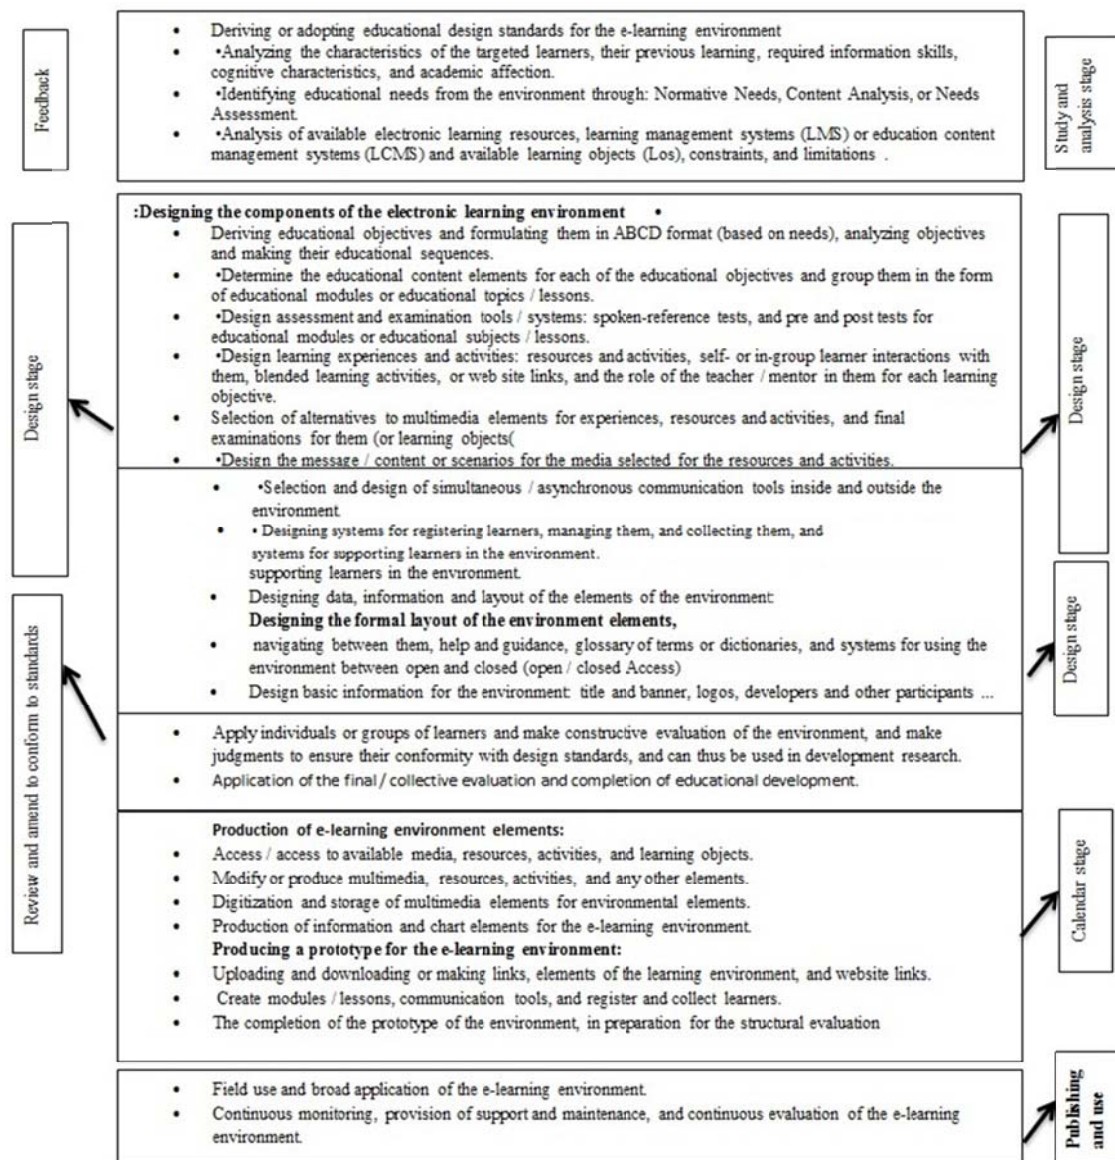 Feedback
Study and
analysis stage
• Deriving or adopting educational design standards for the e-learning environment
• •Analyzing the characteristics of the targeted learners, their previous learning, required information skills,
cognitive characteristics, and academic affection.
• •Identifying educational needs from the environment through: Normative Needs, Content Analysis, or Needs
Assessment.
• •Analysis of available electronic learning resources, learning management systems (LMS) or education content
management systems (LCMS) and available learning objects (Los), constraints, and limitations .
Design stage
Design stage
:Designing the components of the electronic learning environment •
• Deriving educational objectives and formulating them in ABCD format (based on needs), analyzing objectives
and making their educational sequences.
• •Determine the educational content elements for each of the educational objectives and group them in the form
of educational modules or educational topics / lessons.
• •Design assessment and examination tools / systems: spoken-reference tests, and pre and post tests for
educational modules or educational subjects / lessons.
• •Design learning experiences and activities: resources and activities, self- or in-group learner interactions with
them, blended learning activities, or web site links, and the role of the teacher / mentor in them for each learning
objective.
• Selection of alternatives to multimedia elements for experiences, resources and activities, and final
examinations for them (or learning objects(
• •Design the message / content or scenarios for the media selected for the resources and activities.
• •Selection and design of simultaneous / asynchronous communication tools inside and outside the
environment.
• • Designing systems for registering learners, managing them, and collecting them, and
systems for supporting learners in the environment.
supporting learners in the environment.
• Designing data, information and layout of the elements of the environment:
Designing the formal layout of the environment elements,
• navigating between them, help and guidance, glossary of terms or dictionaries, and systems for using the
environment between open and closed (open / closed Access)
• Design basic information for the environment: title and banner, logos, developers and other participants ...
Design stage
Review and amend to conform to standards
• Apply individuals or groups of learners and make constructive evaluation of the environment, and make
judgments to ensure their conformity with design standards, and can thus be used in development research.
• Application of the final / collective evaluation and completion of educational development.
Production of e-learning environment elements:
• Access / access to available media, resources, activities, and learning objects.
• Modify or produce multimedia, resources, activities, and any other elements.
• Digitization and storage of multimedia elements for environmental elements.
• Production of information and chart elements for the e-learning environment.
Producing a prototype for the e-learning environment:
• Uploading and downloading or making links, elements of the learning environment, and website links.
• Create modules / lessons, communication tools, and register and collect learners.
• The completion of the prototype of the environment, in preparation for the structural evaluation
Calendar stage
• Field use and broad application of the e-learning environment.
• Continuous monitoring, provision of support and maintenance, and continuous evaluation of the e-learning
environment.
Publishing
and use